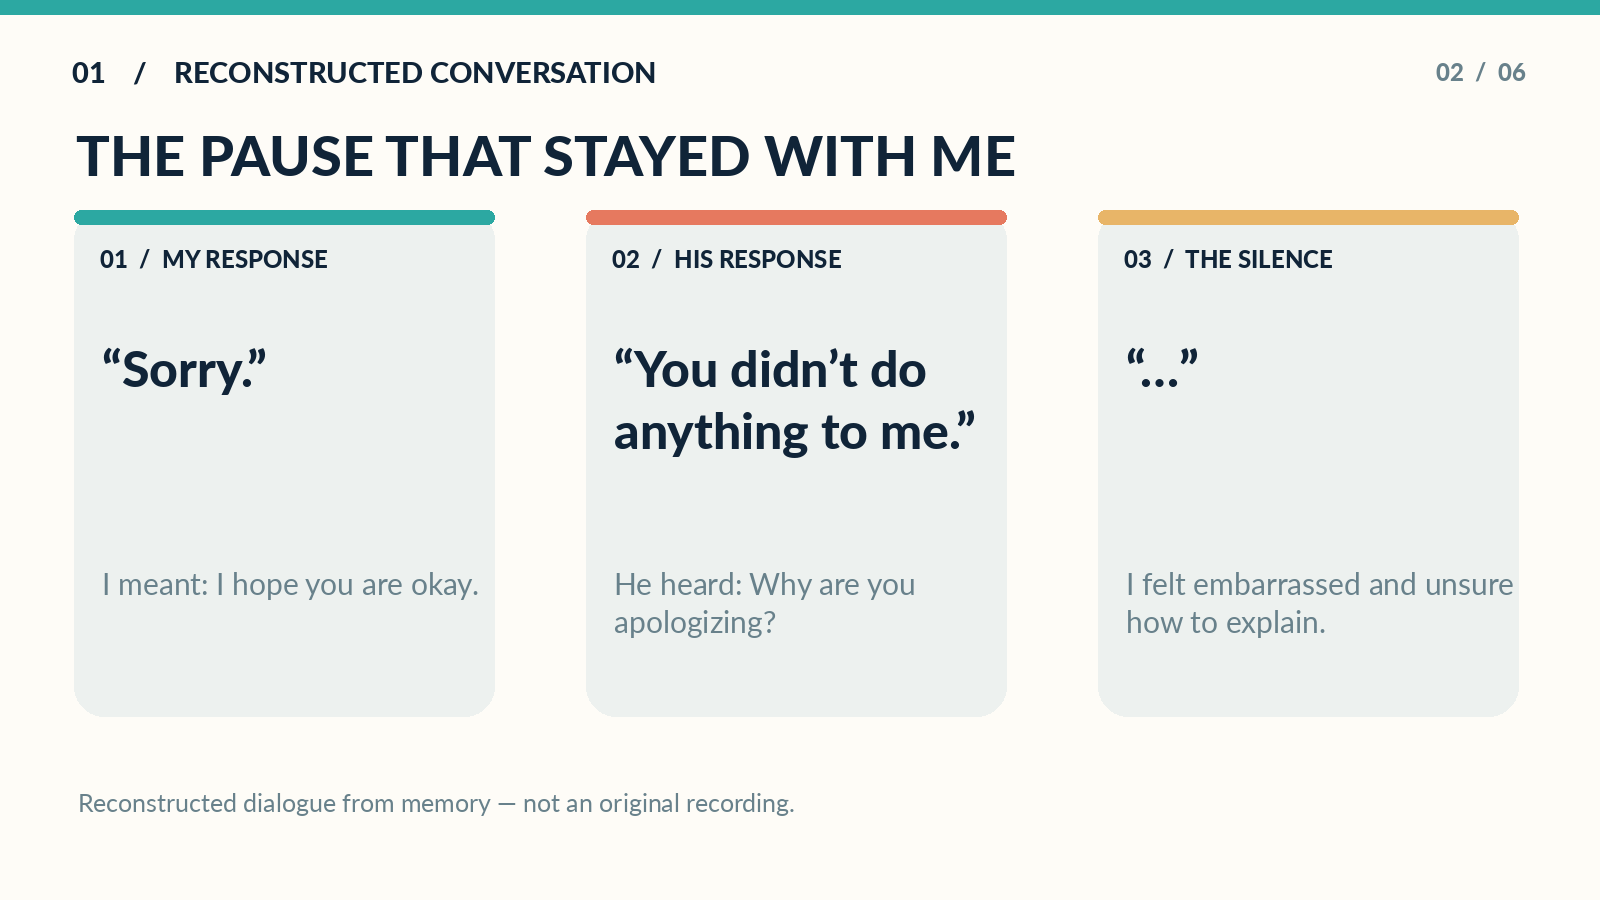 01 / RECONSTRUCTED CONVERSATION
02 / 06
THE PAUSE THAT STAYED WITH ME
01 / MY RESPONSE
“Sorry.”
I meant: I hope you are okay.
02 / HIS RESPONSE
“You didn’t do
anything to me.”
He heard: Why are you
apologizing?
03 / THE SILENCE
“…”
I felt embarrassed and unsure
how to explain.
Reconstructed dialogue from memory — not an original recording.